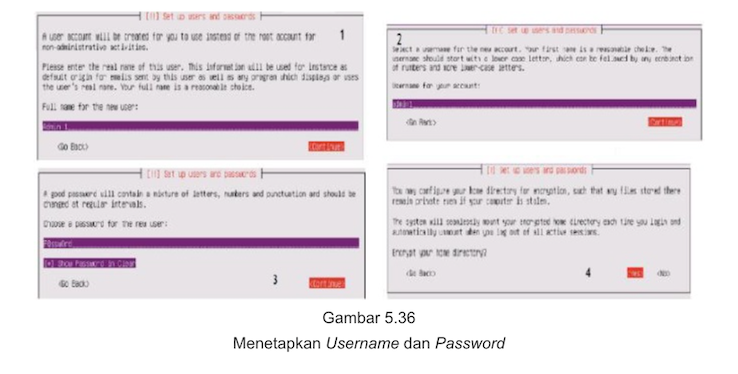 [!!] Set up users and passwords
1
A user account will be created for you to use instead of the root account for
non-administrative activities.
Please enter the real name of this user. This information will be used for instance as
default origin for emails sent by this user as well as any program which displays or uses
the user's real name. Your full name is a reasonable choice.
Full name for the new user:
Admin 1
<Go Back>
<Continue>
set up users and passwords
2
Select a username for the new account. Your first name is a reasonable choice. The
username should start with a lower-case letter, which can be followed by any combination
of numbers and more lower-case letters.
Username for your account:
admin1
<Go Back>
<Continue>
[!!] Set up users and passwords
A good password will contain a mixture of letters, numbers and punctuation and should be
changed at regular intervals.
Choose a password for the new user:
[*] Show Password in Clear
<Go Back>
3
<Continue>
[!] Set up users and passwords
You may configure your home directory for encryption, such that any files stored there
remain private even if your computer is stolen.
The system will seamlessly mount your encrypted home directory each time you login and
automatically unmount when you log out of all active sessions.
Encrypt your home directory?
<Go Back>
4
<Yes>
<No>
Gambar 5.36
Menetapkan Username dan Password